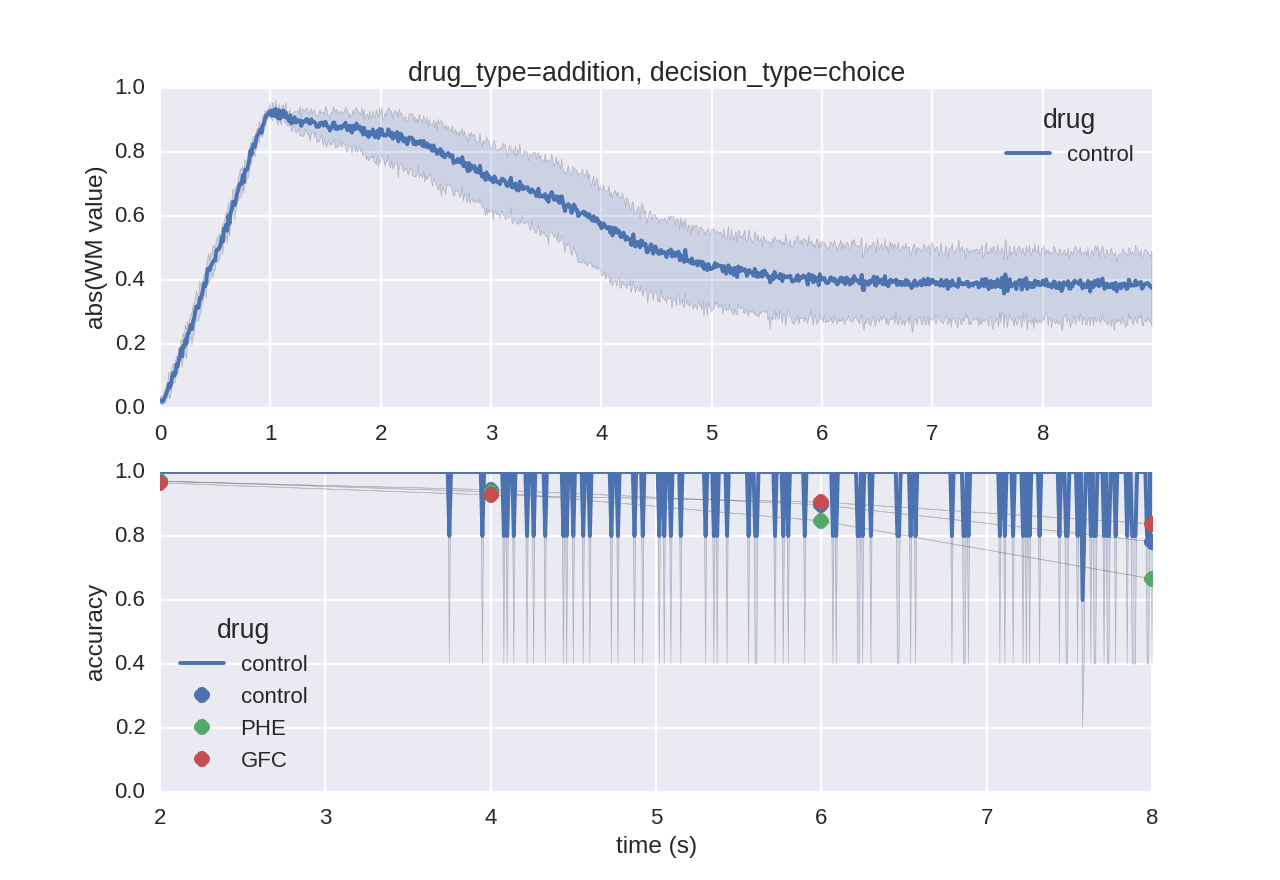 drug_type=addition, decision_type=choice
abs(WM value)
1.0
0.8
0.6
0.4
0.2
0.0
drug
control
0 1 2 3 4 5 6 7 8
accuracy
1.0
0.8
0.6
0.4
0.2
0.0
drug
control
control
PHE
GFC
2 3 4 5 6 7 8
time (s)